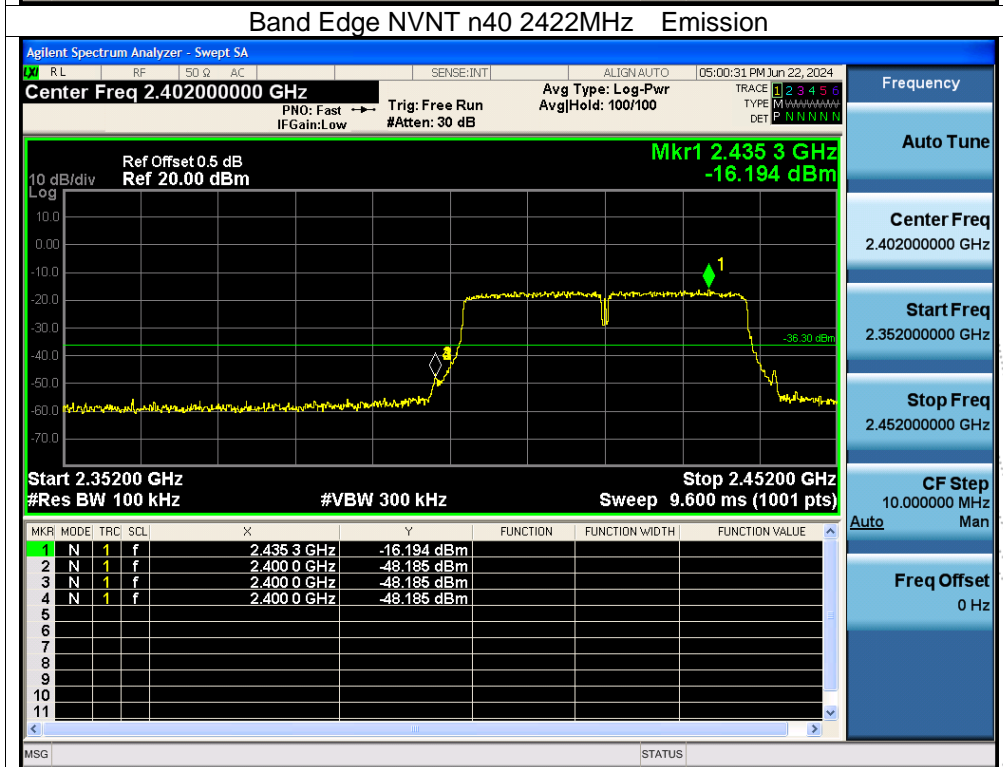 Band Edge NVNT n40 2422MHz Emission
Agilent Spectrum Analyzer - Swept SA
LXI RL RF 50 Ω AC SENSE:INT ALIGN AUTO 05:00:31 PM Jun 22, 2024
Center Freq 2.402000000 GHz
PNO: Fast
IFGain:Low
Trig: Free Run
#Atten: 30 dB
Avg Type: Log-Pwr
Avg|Hold: 100/100
TRACE 1 2 3 4 5 6
TYPE M WWWWW
DET P N N N N N
Frequency
Auto Tune
Center Freq
2.402000000 GHz
Start Freq
2.352000000 GHz
Stop Freq
2.452000000 GHz
CF Step
10.000000 MHz
Auto Man
Freq Offset
0 Hz
Mkr1 2.435 3 GHz
-16.194 dBm
Ref Offset 0.5 dB
10 dB/div Ref 20.00 dBm
Log
10.0
0.00
-10.0
-20.0
-30.0
-40.0
-50.0
-60.0
-70.0
1
-36.30 dBm
Start 2.35200 GHz Stop 2.45200 GHz
#Res BW 100 kHz #VBW 300 kHz Sweep 9.600 ms (1001 pts)
MKR MODE TRC SCL X Y FUNCTION FUNCTION WIDTH FUNCTION VALUE
1 N 1 f 2.435 3 GHz -16.194 dBm
2 N 1 f 2.400 0 GHz -48.185 dBm
3 N 1 f 2.400 0 GHz -48.185 dBm
4 N 1 f 2.400 0 GHz -48.185 dBm
5
6
7
8
9
10
11
MSG STATUS